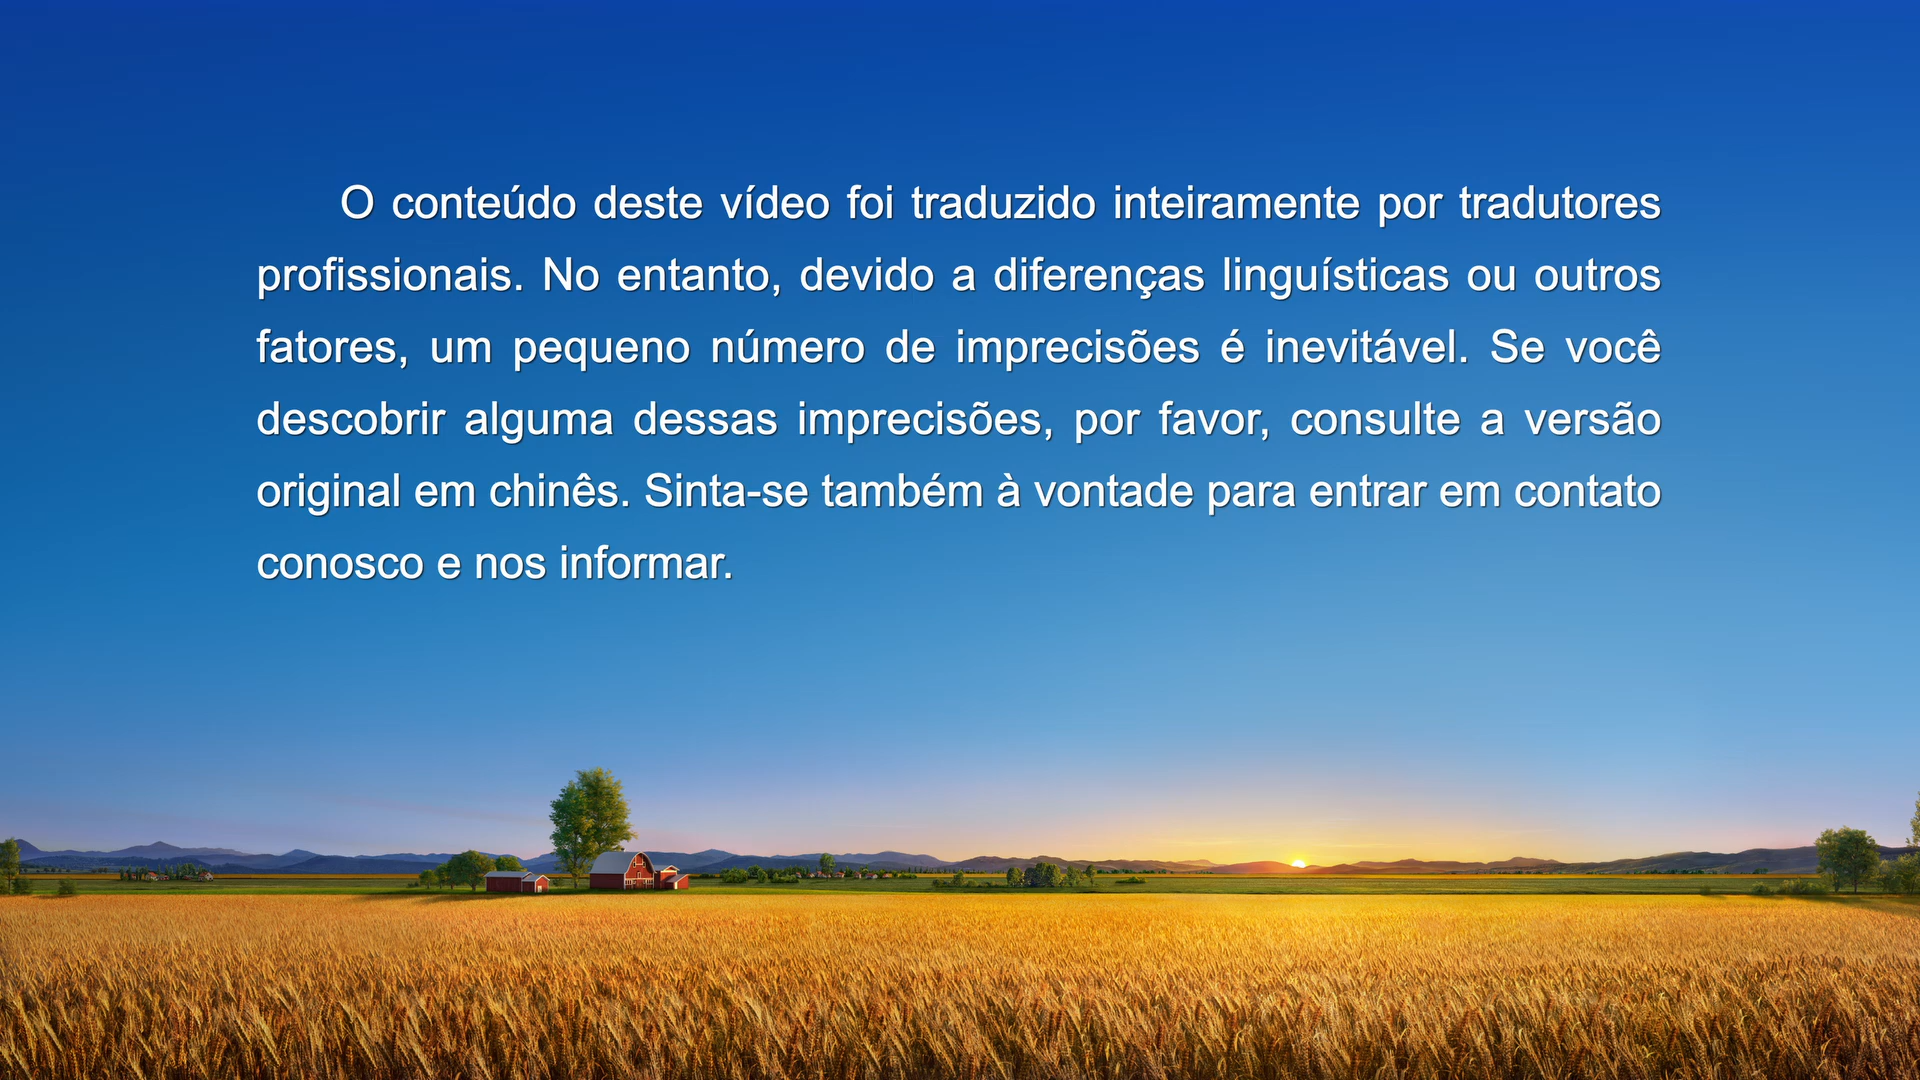 O conteúdo deste vídeo foi traduzido inteiramente por tradutores
profissionais. No entanto, devido a diferenças linguísticas ou outros
fatores, um pequeno número de imprecisões é inevitável. Se você
descobrir alguma dessas imprecisões, por favor, consulte a versão
original em chinês. Sinta-se também à vontade para entrar em contato
conosco e nos informar.